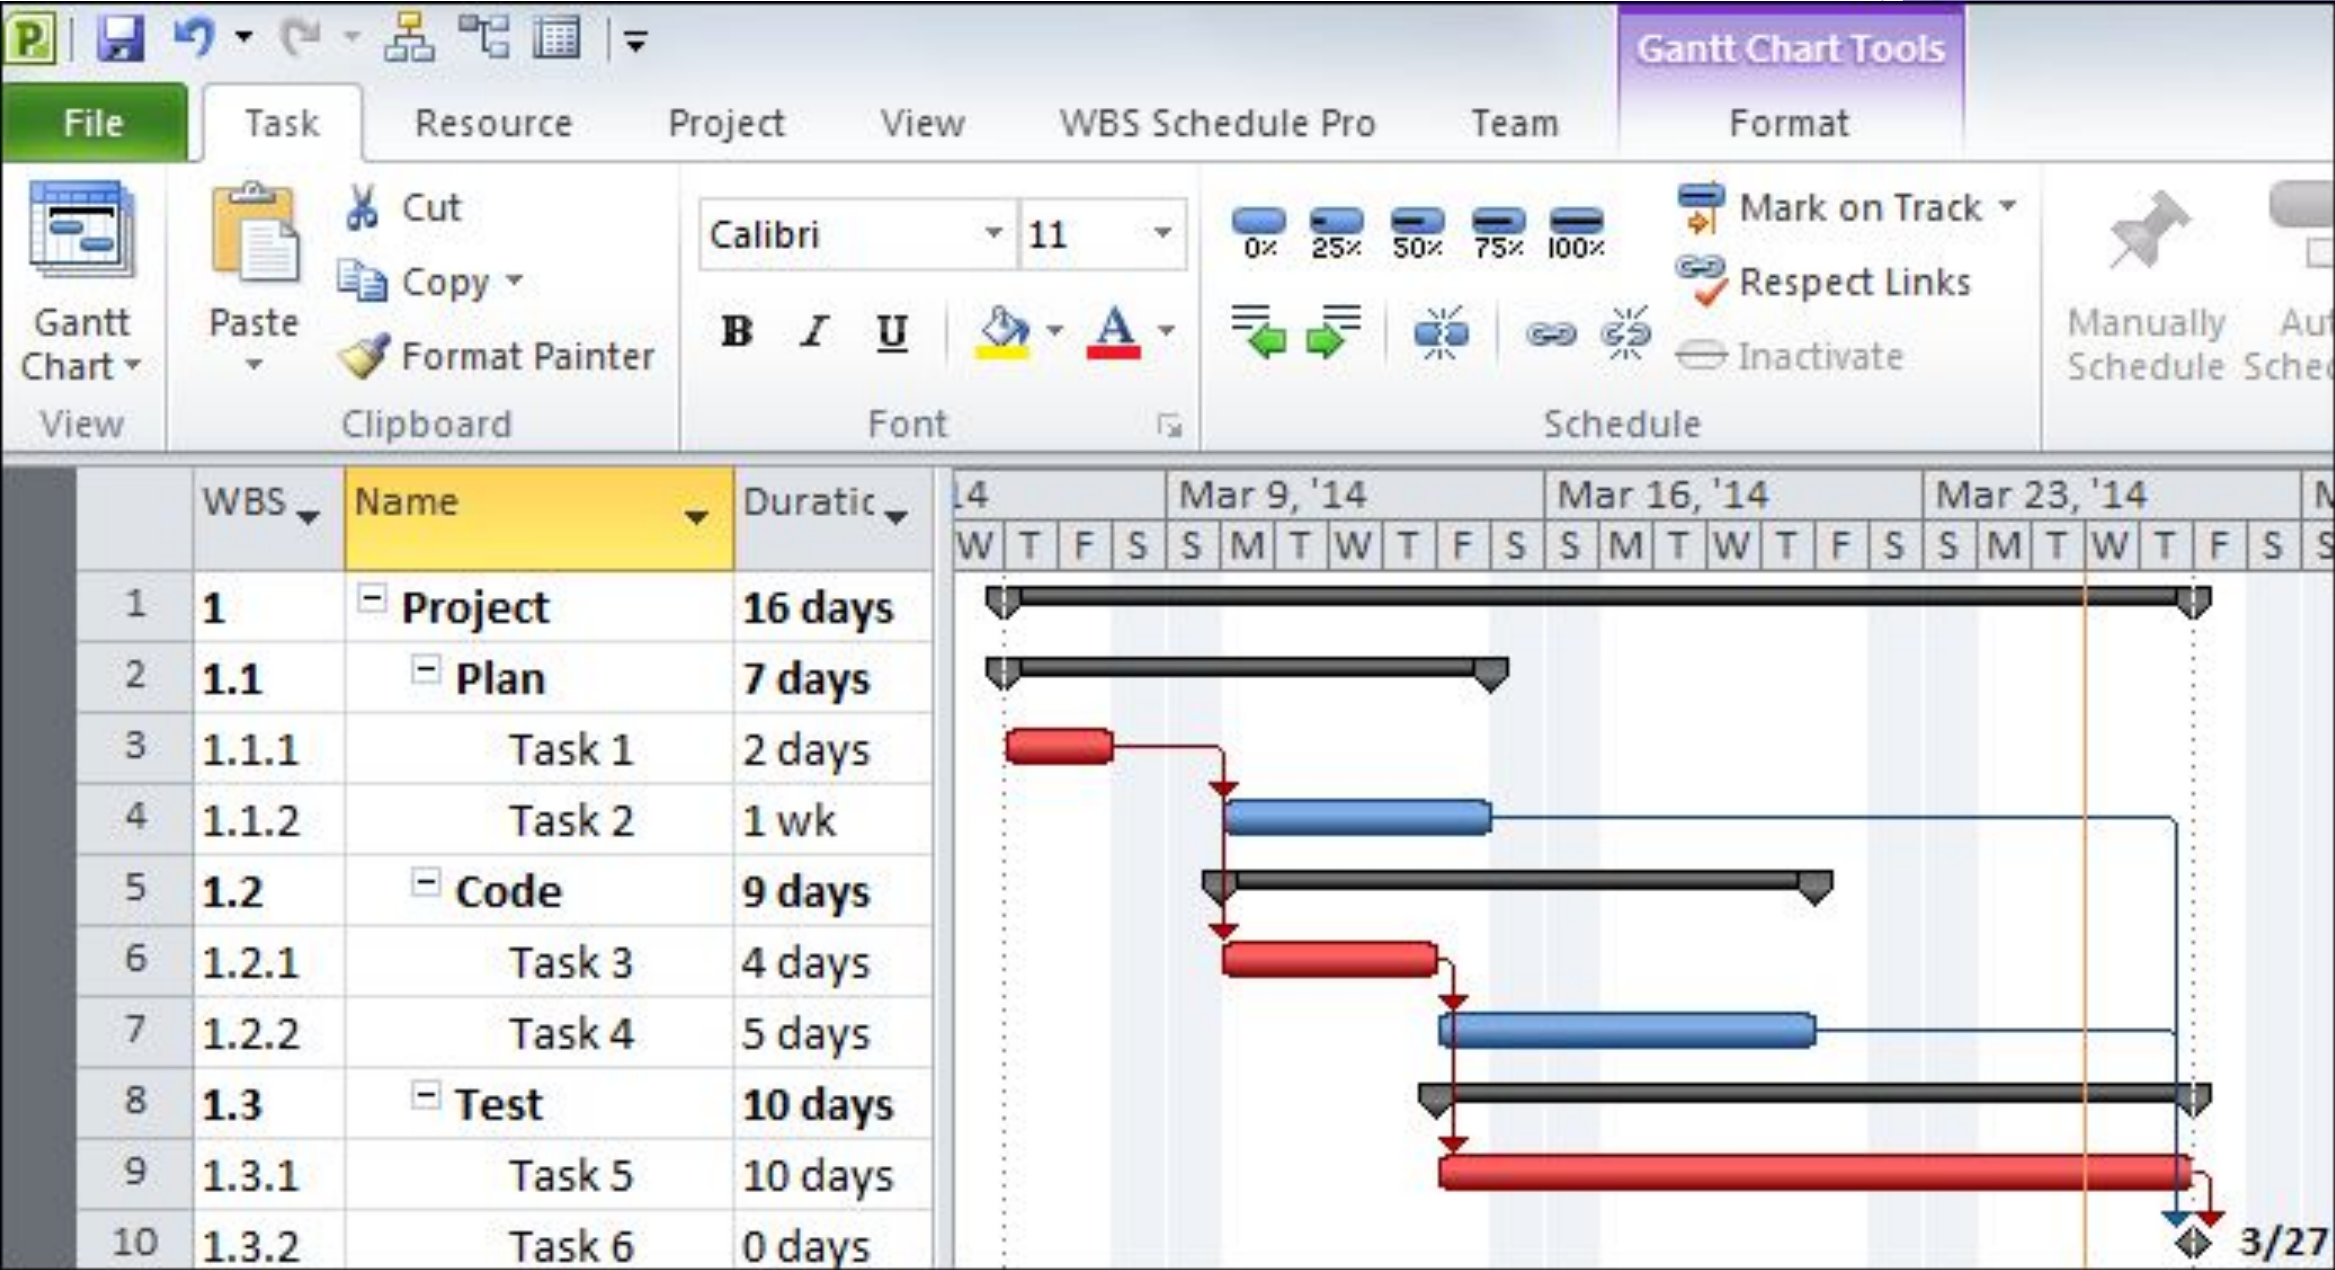 Gantt Chart Tools
File Task Resource Project View WBS Schedule Pro Team Format
Gantt Chart
View
Paste
Cut
Copy
Format Painter
Clipboard
Calibri 11
B I U A
Font
0% 25% 50% 75% 100%
Mark on Track
Respect Links
Inactivate
Schedule
Manually Schedule
WBS Name Duratic 14 Mar 9, '14 Mar 16, '14 Mar 23, '14
W T F S S M T W T F S S M T W T F S S M T W T F S S
1 1 Project 16 days
2 1.1 Plan 7 days
3 1.1.1 Task 1 2 days
4 1.1.2 Task 2 1 wk
5 1.2 Code 9 days
6 1.2.1 Task 3 4 days
7 1.2.2 Task 4 5 days
8 1.3 Test 10 days
9 1.3.1 Task 5 10 days
10 1.3.2 Task 6 0 days 3/27